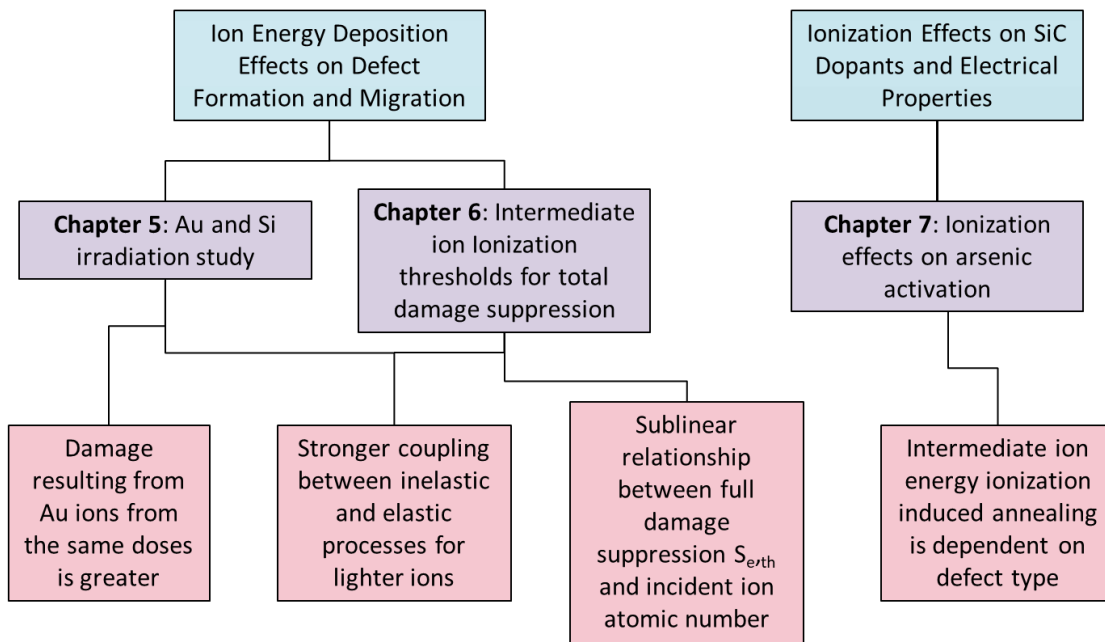 Ion Energy Deposition
Effects on Defect
Formation and Migration
Ionization Effects on SiC
Dopants and Electrical
Properties
Chapter 5: Au and Si
irradiation study
Chapter 6: Intermediate
ion Ionization
thresholds for total
damage suppression
Chapter 7: Ionization
effects on arsenic
activation
Damage
resulting from
Au ions from
the same doses
is greater
Stronger coupling
between inelastic
and elastic
processes for
lighter ions
Sublinear
relationship
between full
damage
suppression Se,th
and incident ion
atomic number
Intermediate ion
energy ionization
induced annealing
is dependent on
defect type